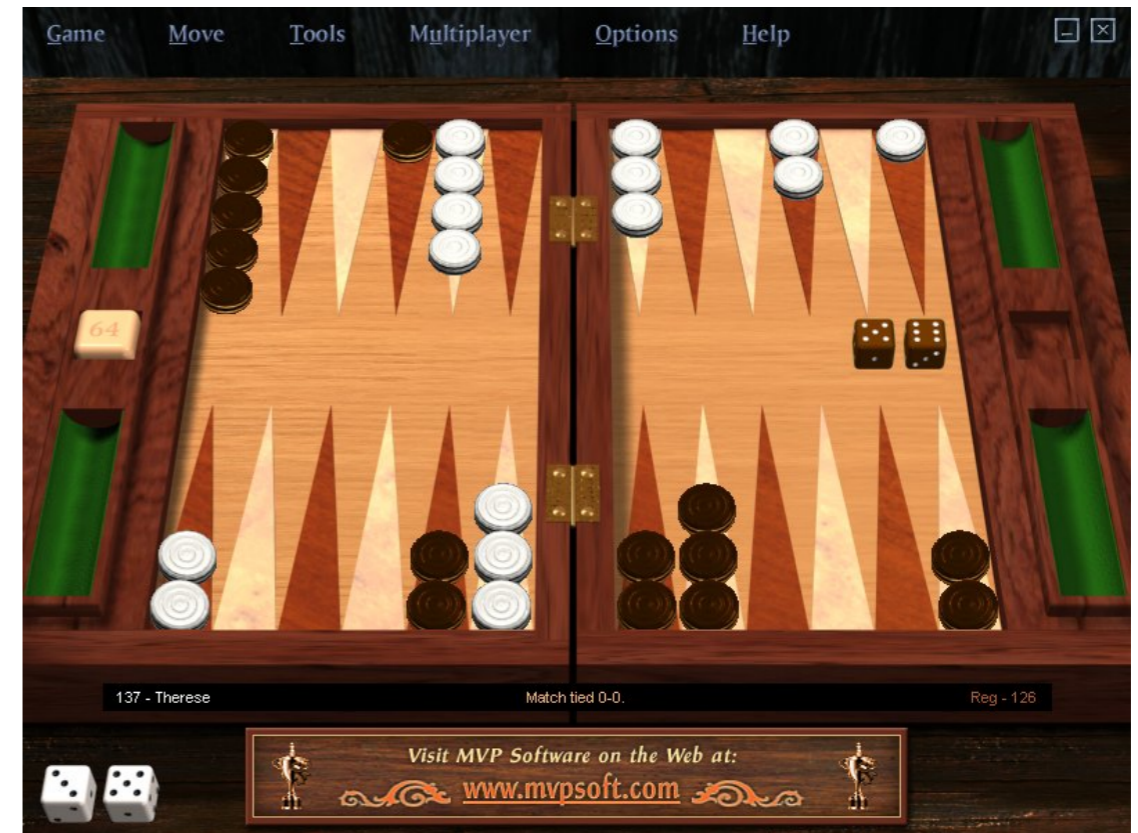 Game Move Tools Multiplayer Options Help
64
137 - Therese Match tied 0-0. Reg - 126
Visit MVP Software on the Web at:
www.mvpsoft.com